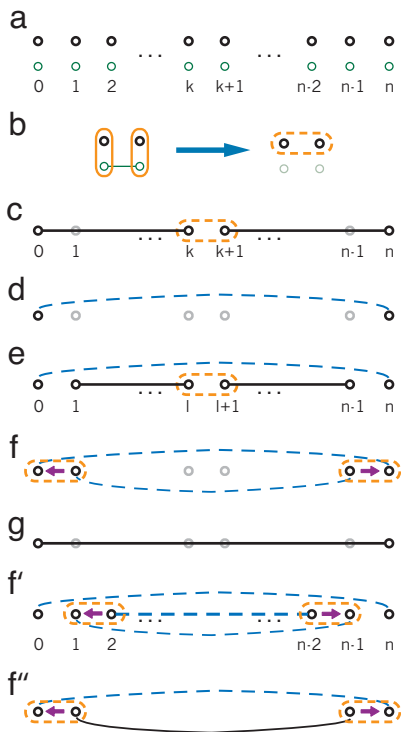 a
... ...
0 1 2 k k+1 n-2 n-1 n
b
c
... ...
0 1 k k+1 n-1 n
d
e
... ...
0 1 l l+1 n-1 n
f
g
f'
... ...
0 1 2 n-2 n-1 n
f"